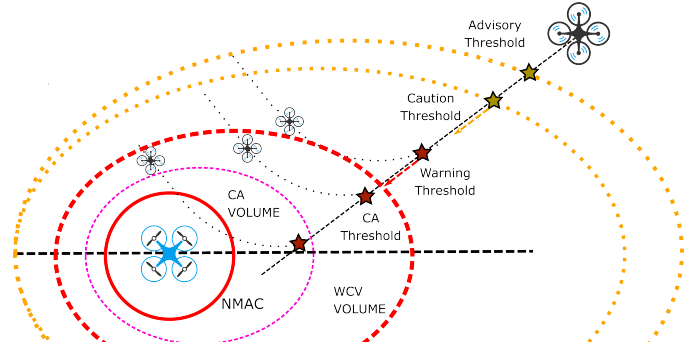 Advisory
Threshold
Caution
Threshold
Warning
Threshold
CA
VOLUME
CA
Threshold
NMAC
WCV
VOLUME